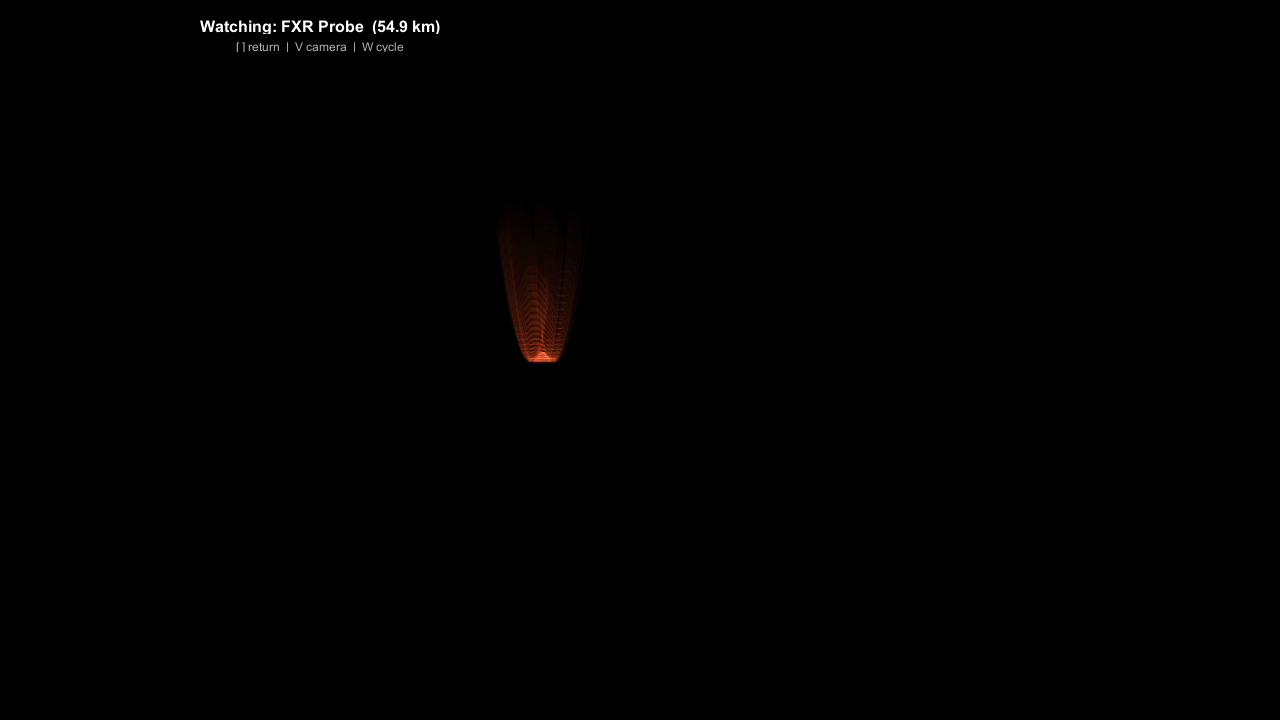 Watching: FXR Probe (54.9 km)
[ ] return | V camera | W cycle